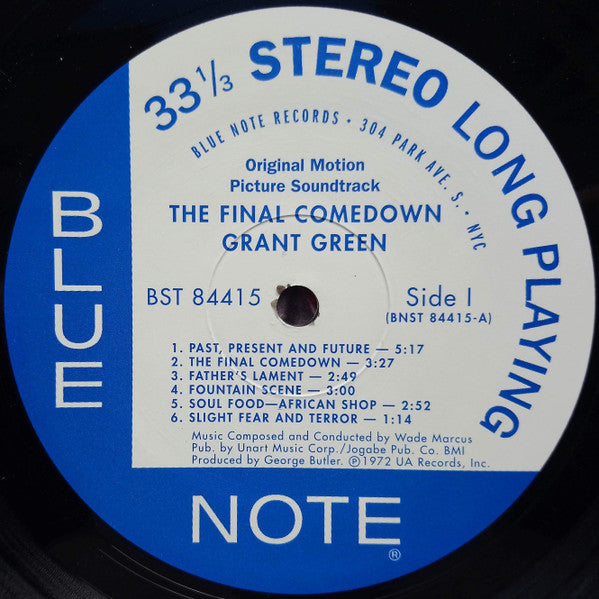 33 1/3 STEREO LONG PLAYING
BLUE NOTE RECORDS • 304 PARK AVE. S. • NYC
Original Motion
Picture Soundtrack
THE FINAL COMEDOWN
GRANT GREEN
BST 84415
Side I
(BNST 84415-A)
1. PAST, PRESENT AND FUTURE — 5:17
2. THE FINAL COMEDOWN — 3:27
3. FATHER'S LAMENT — 2:49
4. FOUNTAIN SCENE — 3:00
5. SOUL FOOD—AFRICAN SHOP — 2:52
6. SLIGHT FEAR AND TERROR — 1:14
Music Composed and Conducted by Wade Marcus
Pub. by Unart Music Corp./Jogabe Pub. Co. BMI
Produced by George Butler. ℗1972 UA Records, Inc.
BLUE
NOTE®